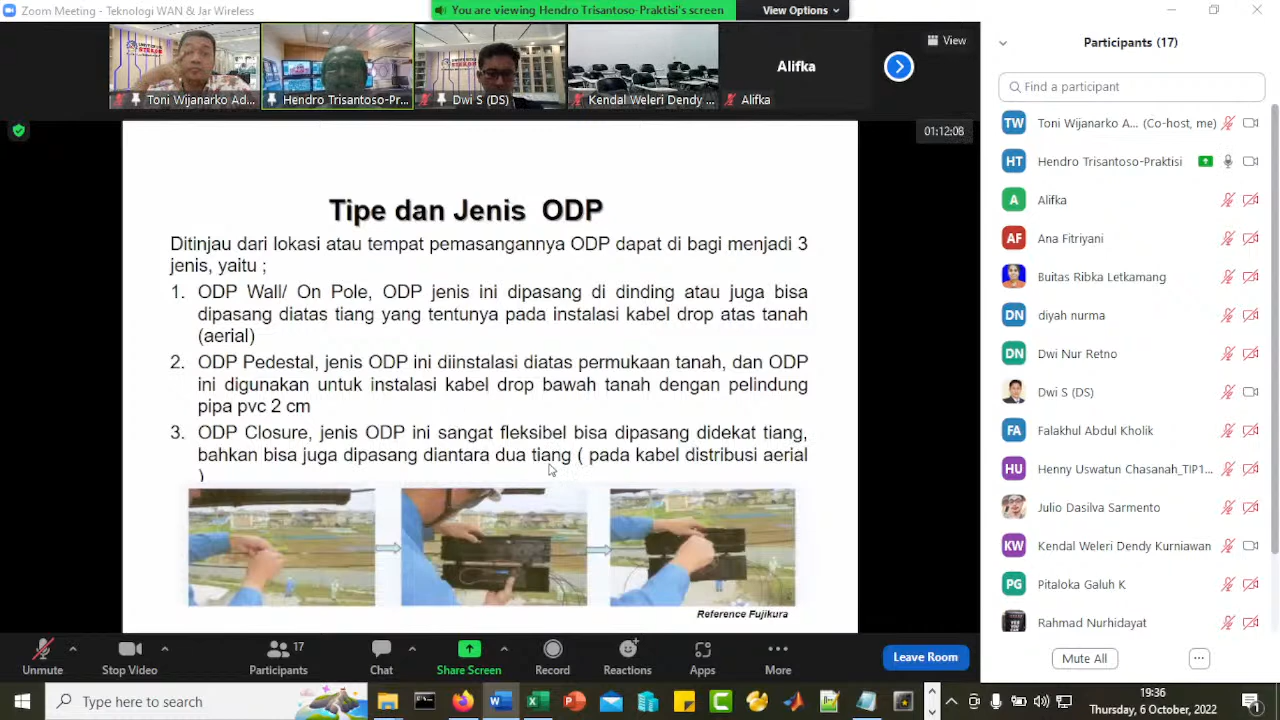 Zoom Meeting - Teknologi WAN & Jar Wireless
You are viewing Hendro Trisantoso-Praktisi's screen
View Options
View
Toni Wijanarko Ad...
Hendro Trisantoso-Pr...
Dwi S (DS)
Kendal Weleri Dendy ...
Alifka
Alifka
01:12:08
Tipe dan Jenis ODP
Ditinjau dari lokasi atau tempat pemasangannya ODP dapat di bagi menjadi 3
jenis, yaitu ;
1. ODP Wall/ On Pole, ODP jenis ini dipasang di dinding atau juga bisa
dipasang diatas tiang yang tentunya pada instalasi kabel drop atas tanah
(aerial)
2. ODP Pedestal, jenis ODP ini diinstalasi diatas permukaan tanah, dan ODP
ini digunakan untuk instalasi kabel drop bawah tanah dengan pelindung
pipa pvc 2 cm
3. ODP Closure, jenis ODP ini sangat fleksibel bisa dipasang didekat tiang,
bahkan bisa juga dipasang diantara dua tiang ( pada kabel distribusi aerial
)
Reference Fujikura
Participants (17)
Find a participant
TW Toni Wijanarko A... (Co-host, me)
HT Hendro Trisantoso-Praktisi
A Alifka
AF Ana Fitriyani
Buitas Ribka Letkamang
DN diyah nurma
DN Dwi Nur Retno
Dwi S (DS)
FA Falakhul Abdul Kholik
HU Henny Uswatun Chasanah_TIP1...
Julio Dasilva Sarmento
KW Kendal Weleri Dendy Kurniawan
PG Pitaloka Galuh K
Rahmad Nurhidayat
Mute All
...
Unmute
Stop Video
17
Participants
Chat
Share Screen
Record
Reactions
Apps
More
Leave Room
Type here to search
19:36
Thursday, 6 October, 2022